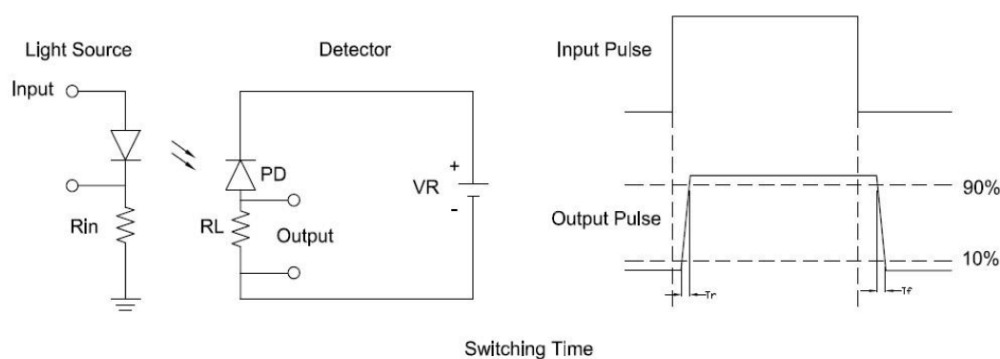 Light Source
Detector
Input
Rin
PD
RL
Output
VR
+
-
Input Pulse
Output Pulse
90%
10%
Tr
Tf
Switching Time